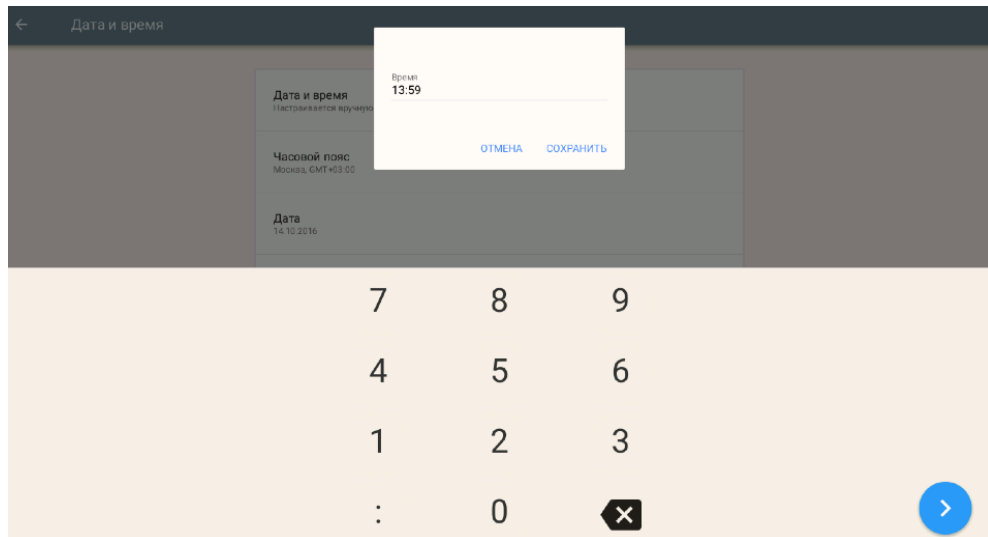 Дата и время
Время
13:59
ОТМЕНА СОХРАНИТЬ
Дата и время
Настраивается вручную
Часовой пояс
Москва, GMT+03:00
Дата
14.10.2016
7 8 9
4 5 6
1 2 3
: 0